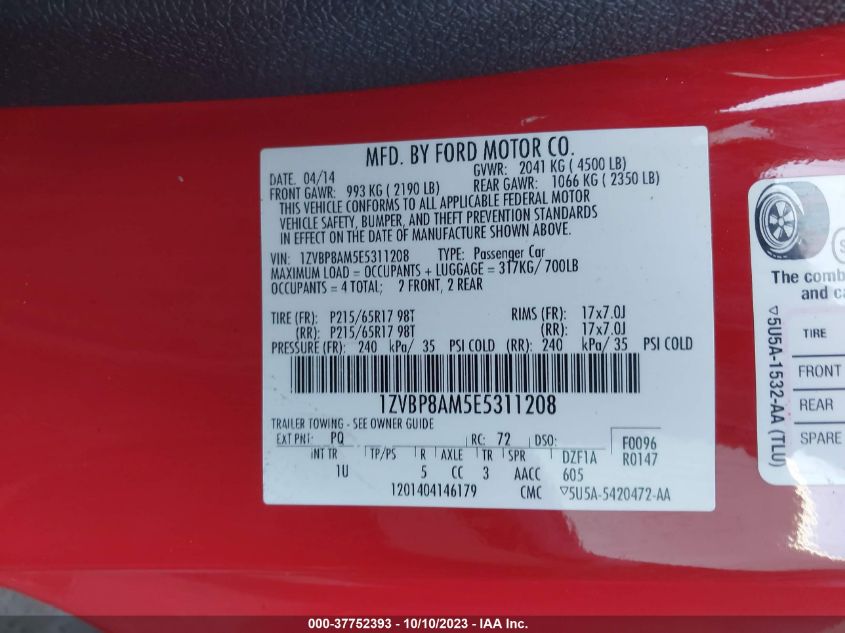 MFD. BY FORD MOTOR CO.
DATE: 04/14 GVWR: 2041 KG ( 4500 LB)
FRONT GAWR: 993 KG ( 2190 LB) REAR GAWR: 1066 KG ( 2350 LB)
THIS VEHICLE CONFORMS TO ALL APPLICABLE FEDERAL MOTOR
VEHICLE SAFETY, BUMPER, AND THEFT PREVENTION STANDARDS
IN EFFECT ON THE DATE OF MANUFACTURE SHOWN ABOVE.
VIN: 1ZVBP8AM5E5311208 TYPE: Passenger Car
MAXIMUM LOAD = OCCUPANTS + LUGGAGE = 317KG/ 700LB
OCCUPANTS = 4 TOTAL; 2 FRONT, 2 REAR
TIRE (FR): P215/65R17 98T RIMS (FR): 17x7.0J
(RR): P215/65R17 98T (RR): 17x7.0J
PRESSURE (FR): 240 kPa/ 35 PSI COLD (RR): 240 kPa/ 35 PSI COLD
1ZVBP8AM5E5311208
TRAILER TOWING - SEE OWNER GUIDE
EXT PNT: PQ RC: 72 DSO: F0096
INT TR TP/PS R AXLE TR SPR DZF1A R0147
1U 5 CC 3 AACC 605
1201404146179 CMC ▽5U5A-5420472-AA
The comb
and ca
▽5U5A-1532-AA (TLU)
TIRE
FRONT
REAR
SPARE
000-37752393 - 10/10/2023 - IAA Inc.